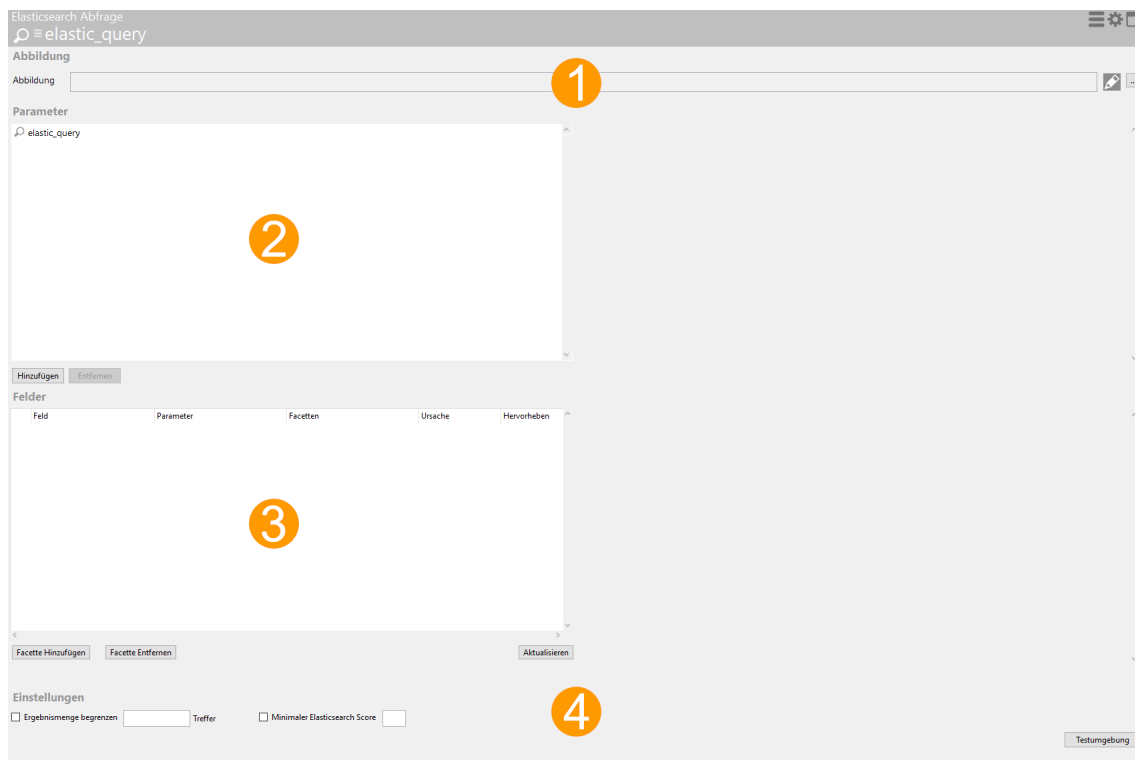 Elasticsearch Abfrage
elastic_query
Abbildung
Abbildung
1
...
Parameter
elastic_query
2
Hinzufügen Entfernen
Felder
Feld Parameter Facetten Ursache Hervorheben
3
Facette Hinzufügen Facette Entfernen Aktualisieren
Einstellungen
4
Ergebnismenge begrenzen Treffer Minimaler Elasticsearch Score
Testumgebung